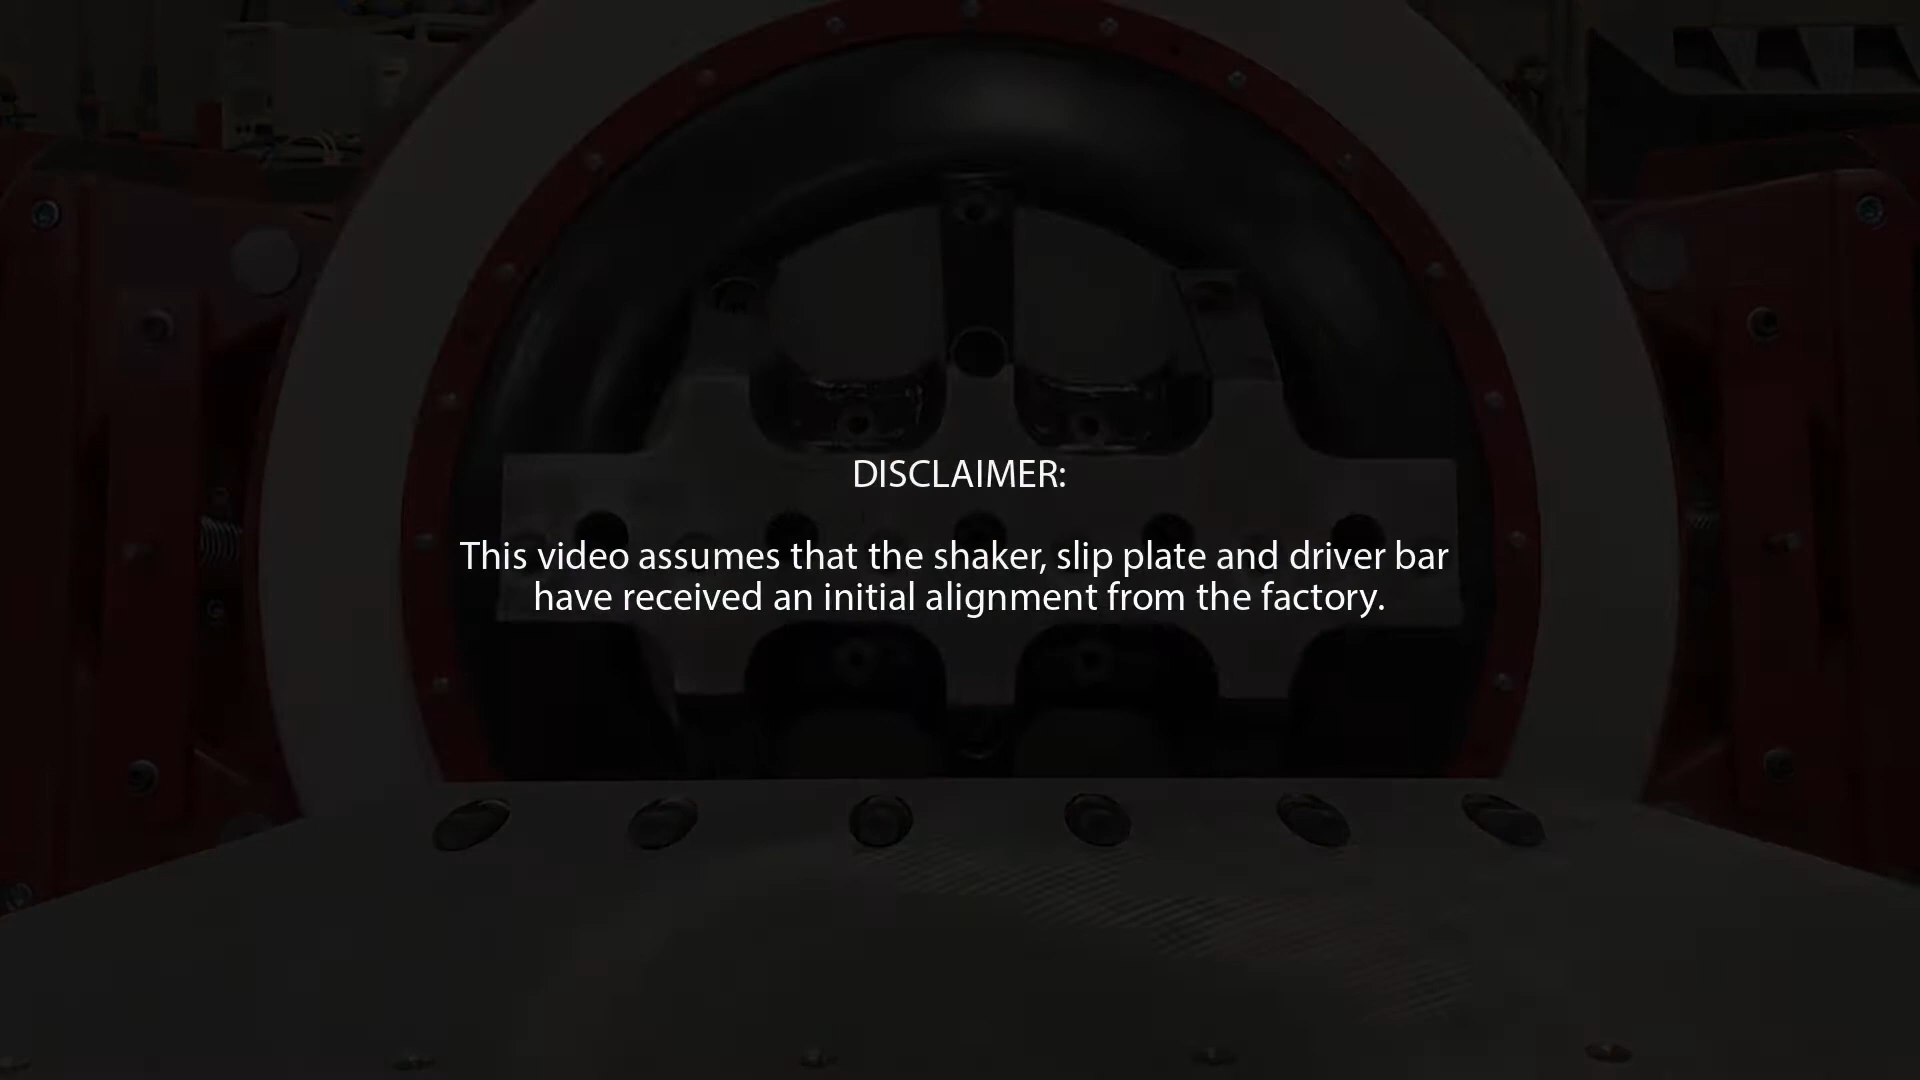 DISCLAIMER:
This video assumes that the shaker, slip plate and driver bar
have received an initial alignment from the factory.